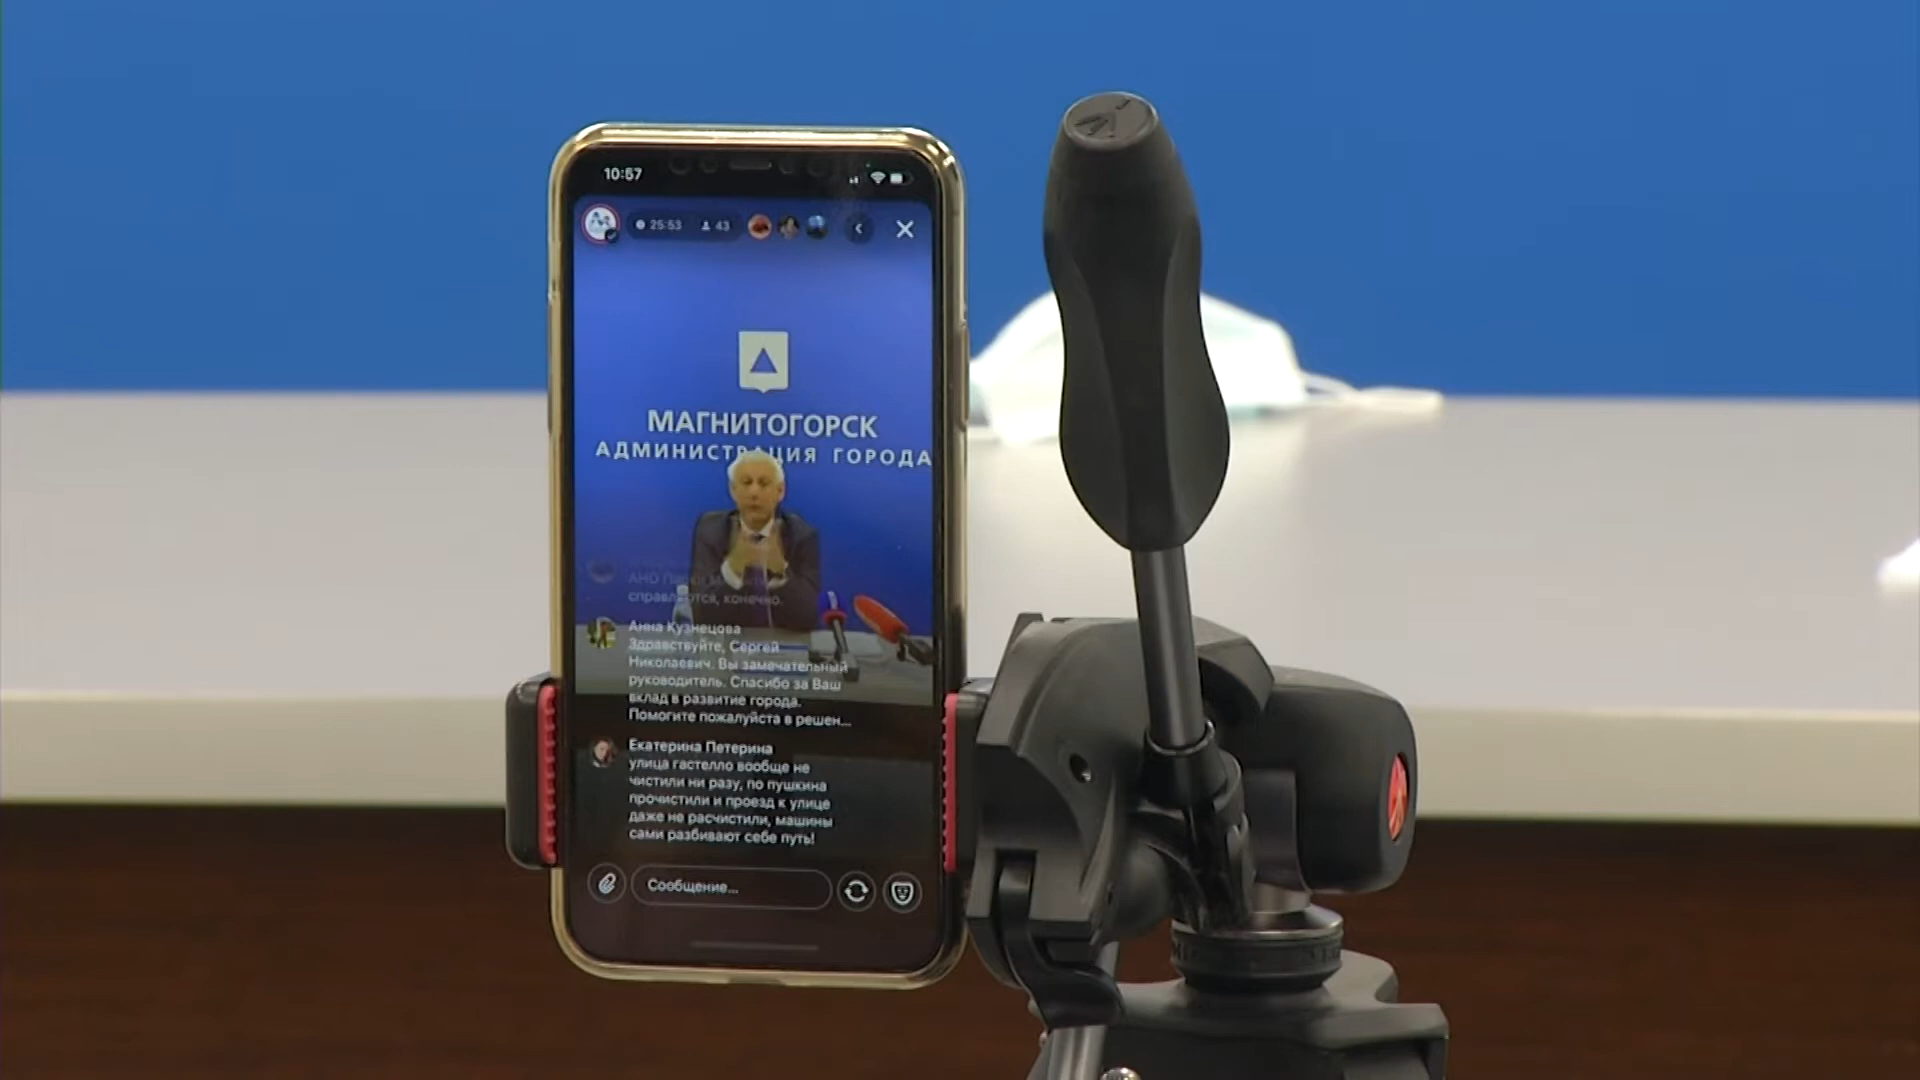 10:57
25:53 43
МАГНИТОГОРСК
АДМИНИСТРАЦИЯ ГОРОДА
АНО
справляются, конечно.
Анна Кузнецова
Здравствуйте, Сергей
Николаевич. Вы замечательный
руководитель. Спасибо за Ваш
вклад в развитие города.
Помогите пожалуйста в решен...
Екатерина Петерина
улица гастелло вообще не
чистили ни разу, по пушкина
прочистили и проезд к улице
даже не расчистили, машины
сами разбивают себе путь!
Сообщение...